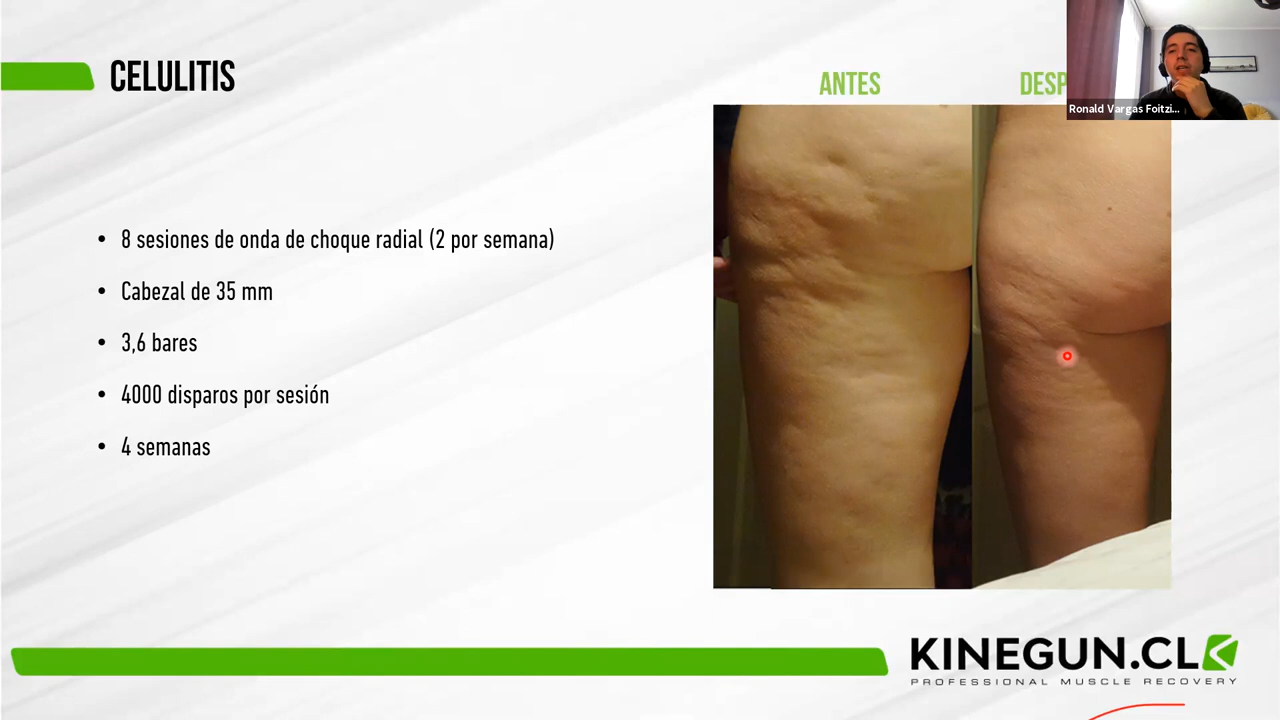 CELULITIS
ANTES
DESP
Ronald Vargas Foitzi...
• 8 sesiones de onda de choque radial (2 por semana)
• Cabezal de 35 mm
• 3,6 bares
• 4000 disparos por sesión
• 4 semanas
KINEGUN.CL
PROFESSIONAL MUSCLE RECOVERY